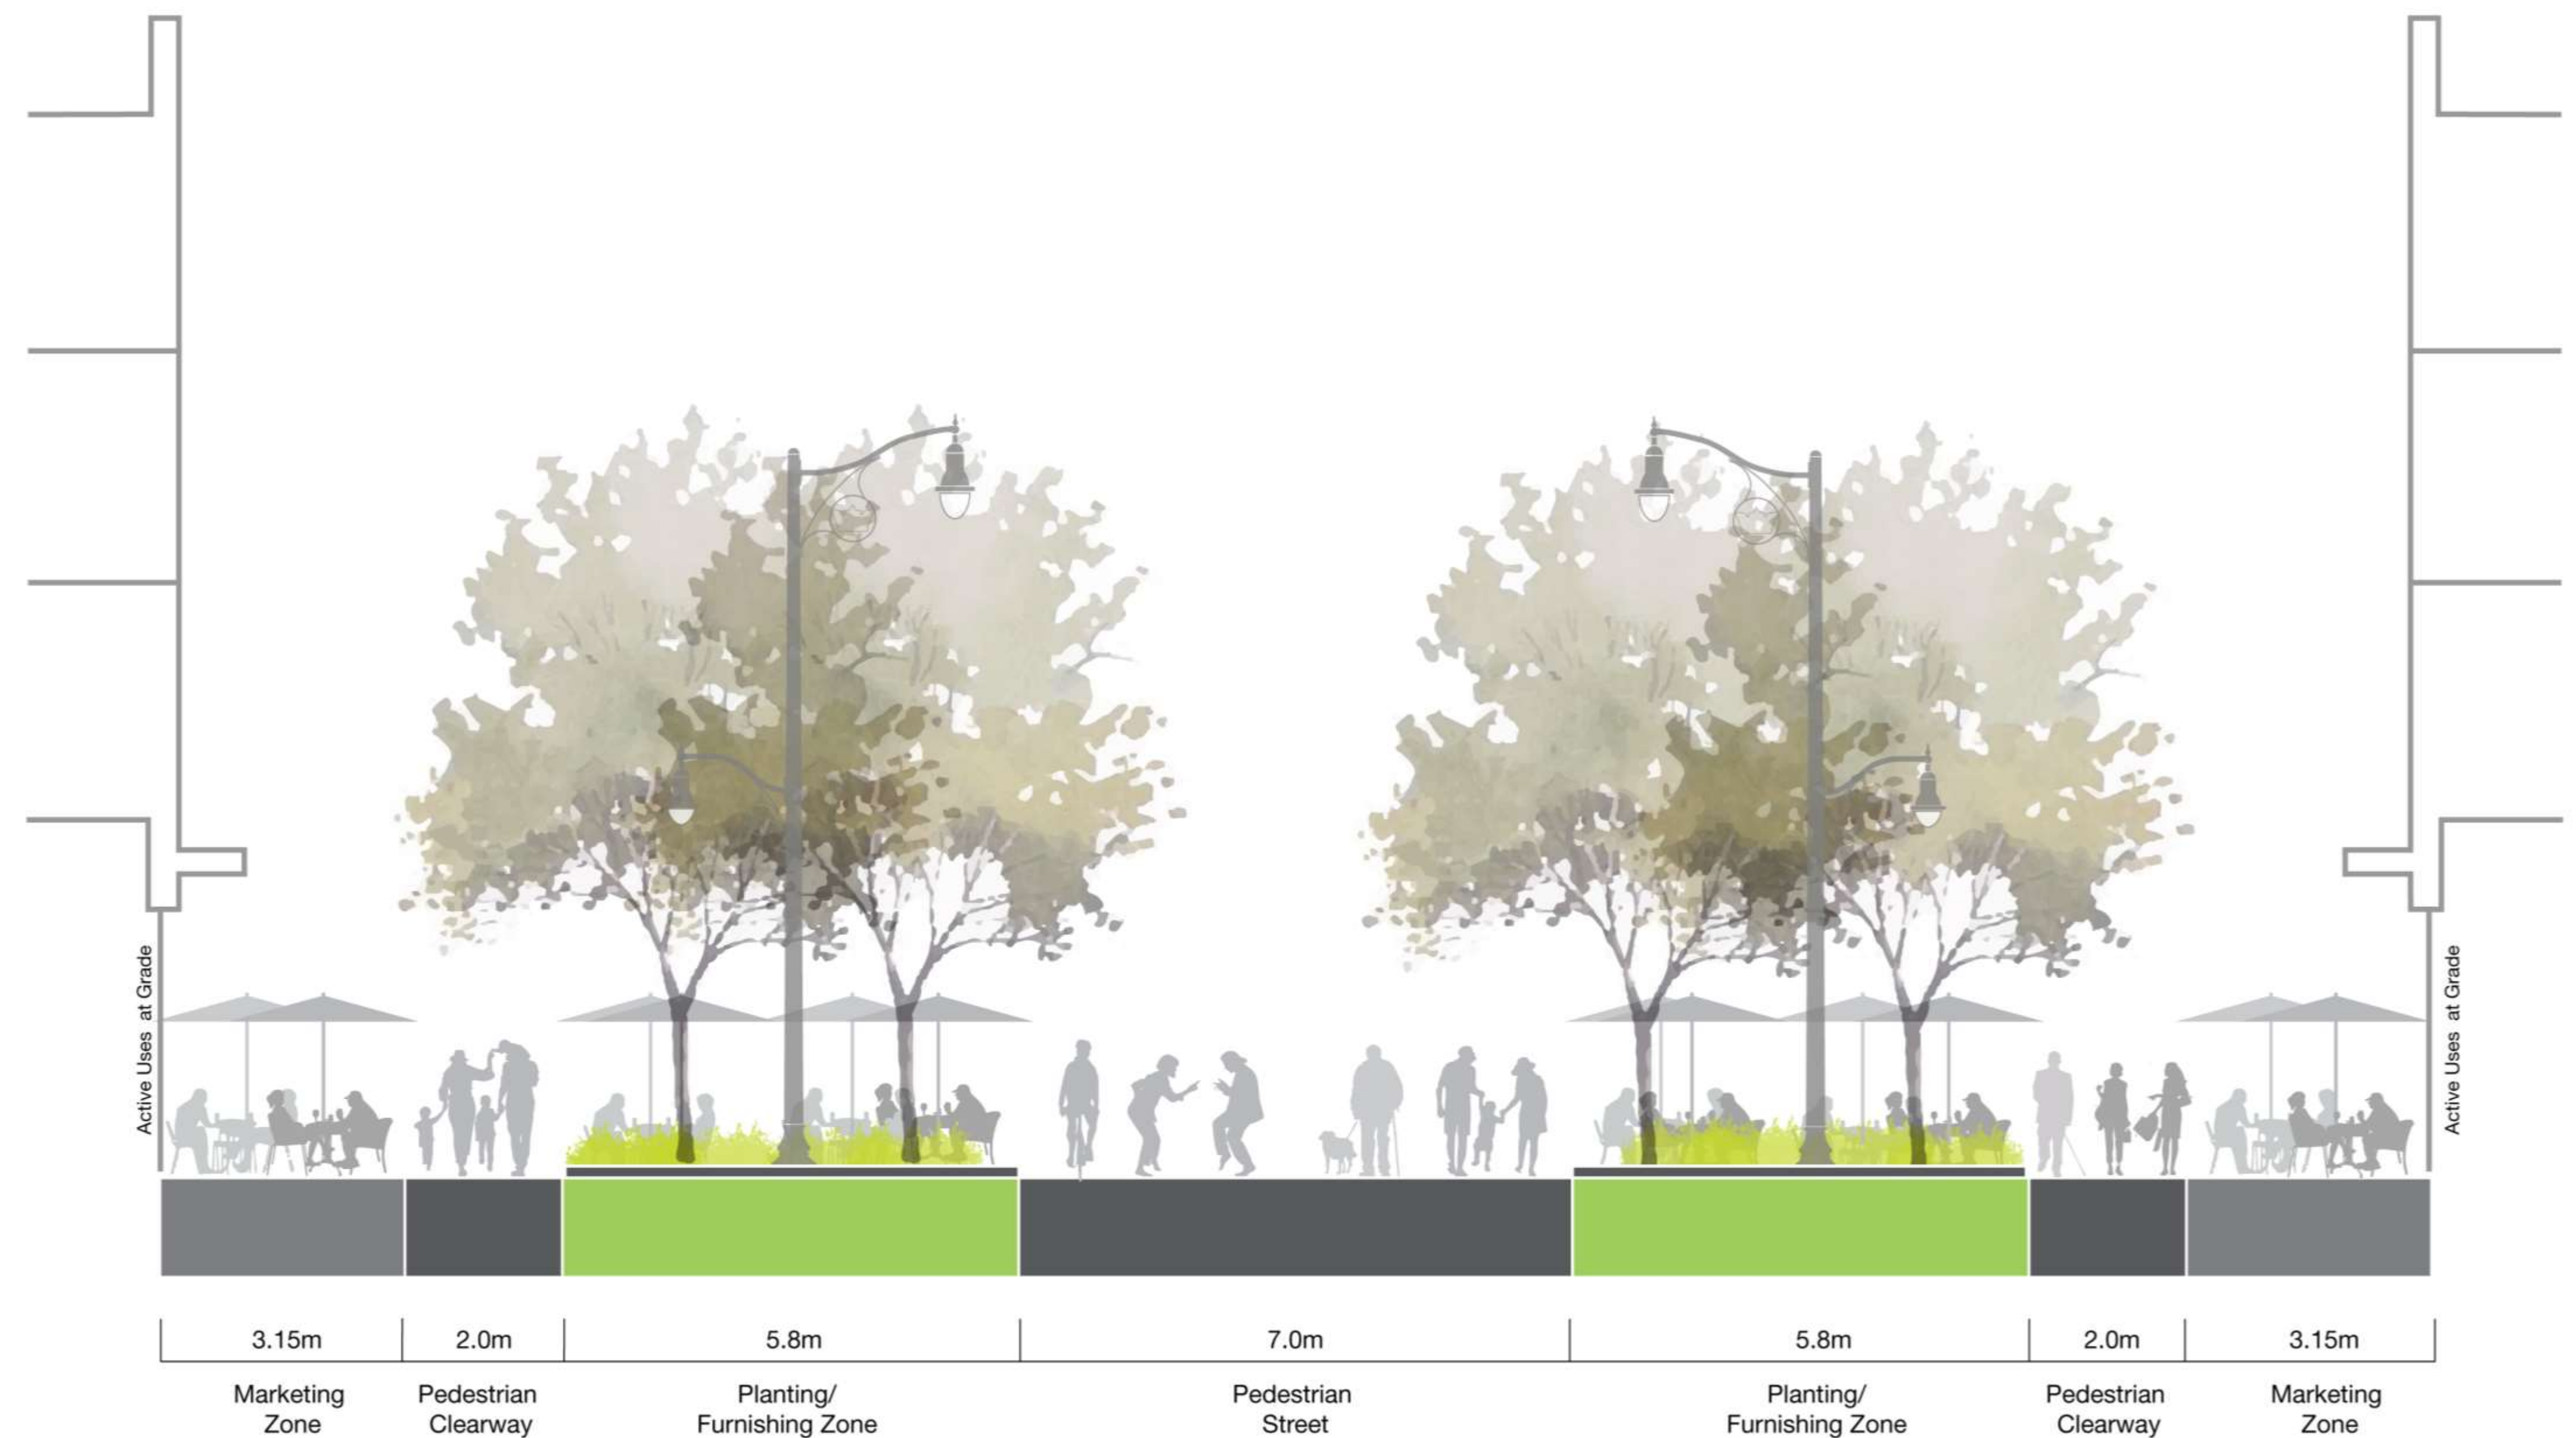 Active Uses at Grade
Active Uses at Grade
3.15m
2.0m
5.8m
7.0m
5.8m
2.0m
3.15m
Marketing
Zone
Pedestrian
Clearway
Planting/
Furnishing Zone
Pedestrian
Street
Planting/
Furnishing Zone
Pedestrian
Clearway
Marketing
Zone